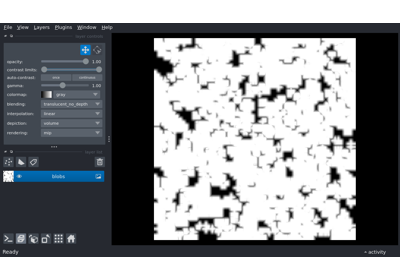 File View Layers Plugins Window Help
opacity: 1.00
contrast limits:
auto-contrast: once continuous
gamma: 1.00
colormap: gray
blending: translucent_no_depth
interpolation: linear
depiction: volume
rendering: mip
blobs
Ready
activity